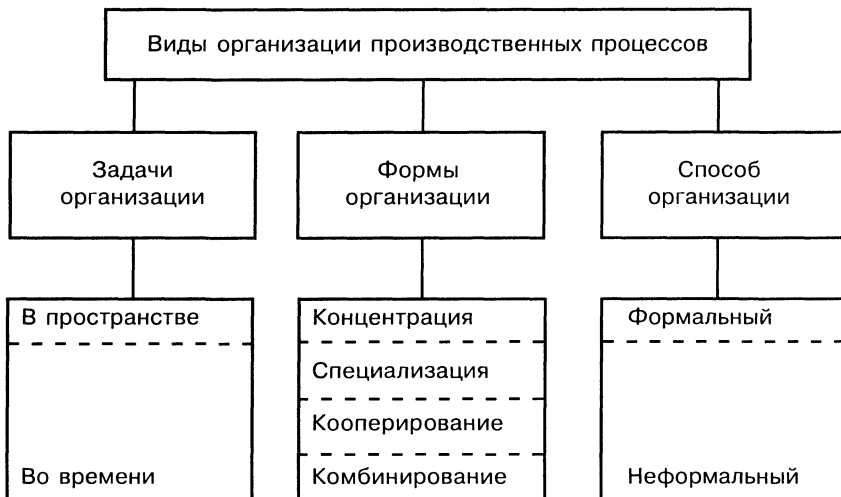 Виды организации производственных процессов
Задачи
организации
Формы
организации
Способ
организации
В пространстве
Во времени
Концентрация
Специализация
Кооперирование
Комбинирование
Формальный
Неформальный